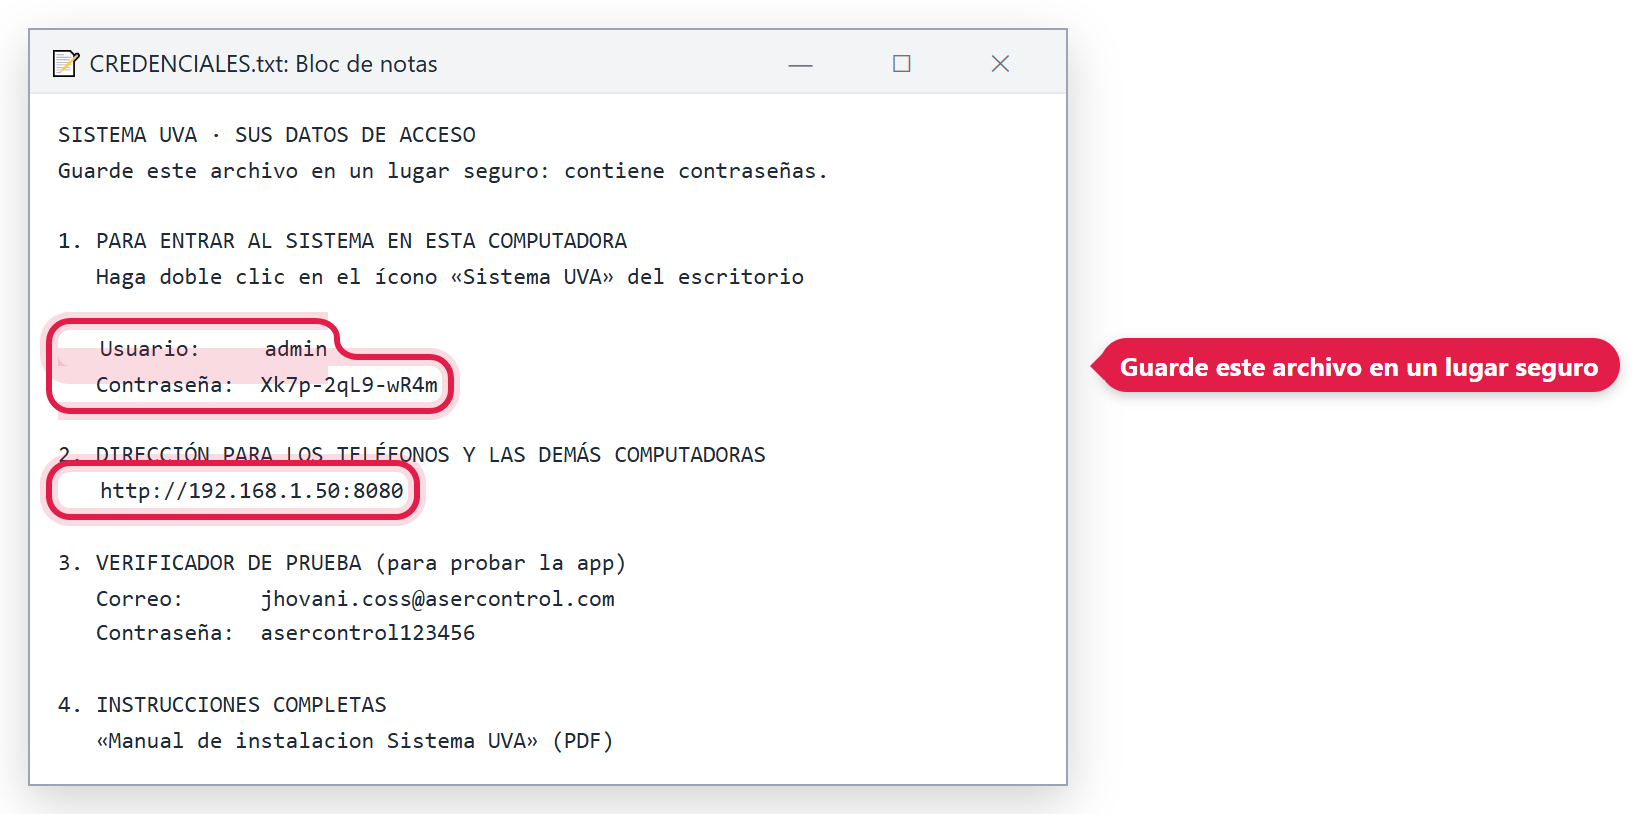 CREDENCIALES.txt: Bloc de notas
SISTEMA UVA · SUS DATOS DE ACCESO
Guarde este archivo en un lugar seguro: contiene contraseñas.
1. PARA ENTRAR AL SISTEMA EN ESTA COMPUTADORA
Haga doble clic en el ícono «Sistema UVA» del escritorio
Usuario: admin
Contraseña: Xk7p-2qL9-wR4m
Guarde este archivo en un lugar seguro
2. DIRECCIÓN PARA LOS TELÉFONOS Y LAS DEMÁS COMPUTADORAS
http://192.168.1.50:8080
3. VERIFICADOR DE PRUEBA (para probar la app)
Correo: jhovani.coss@asercontrol.com
Contraseña: asercontrol123456
4. INSTRUCCIONES COMPLETAS
«Manual de instalacion Sistema UVA» (PDF)